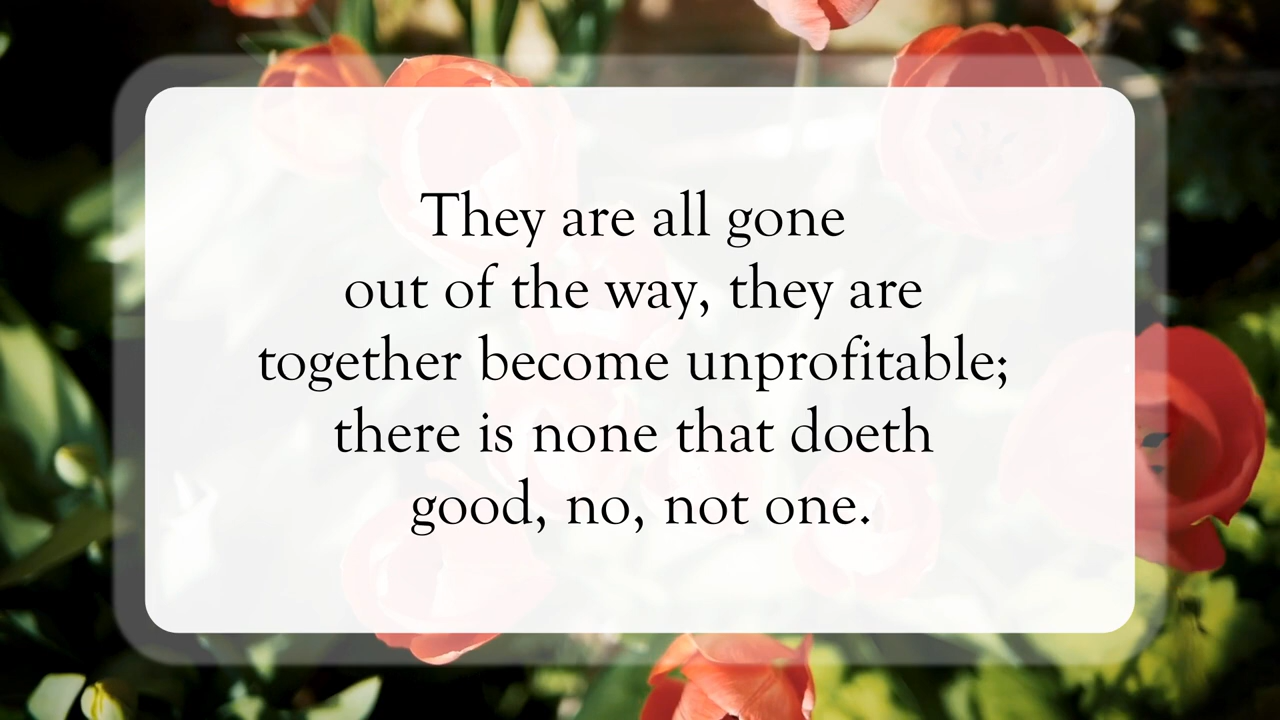 They are all gone
out of the way, they are
together become unprofitable;
there is none that doeth
good, no, not one.